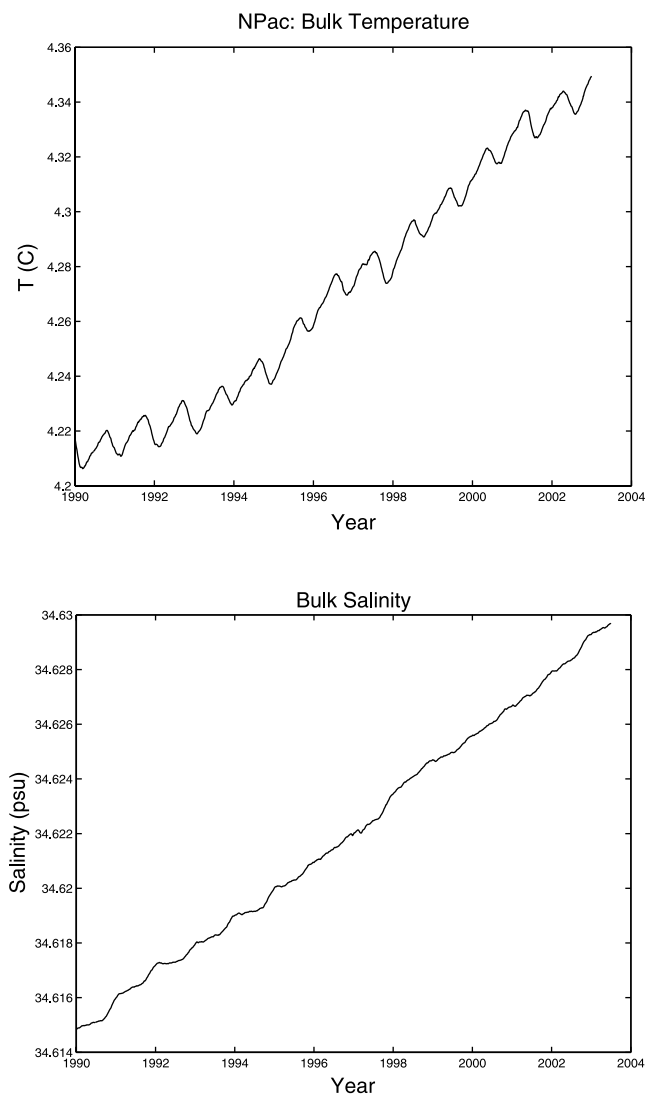 NPac: Bulk Temperature
4.36
4.34
4.32
4.3
4.28
4.26
4.24
4.22
4.2
T (C)
1990 1992 1994 1996 1998 2000 2002 2004
Year
Bulk Salinity
34.63
34.628
34.626
34.624
34.622
34.62
34.618
34.616
34.614
Salinity (psu)
1990 1992 1994 1996 1998 2000 2002 2004
Year